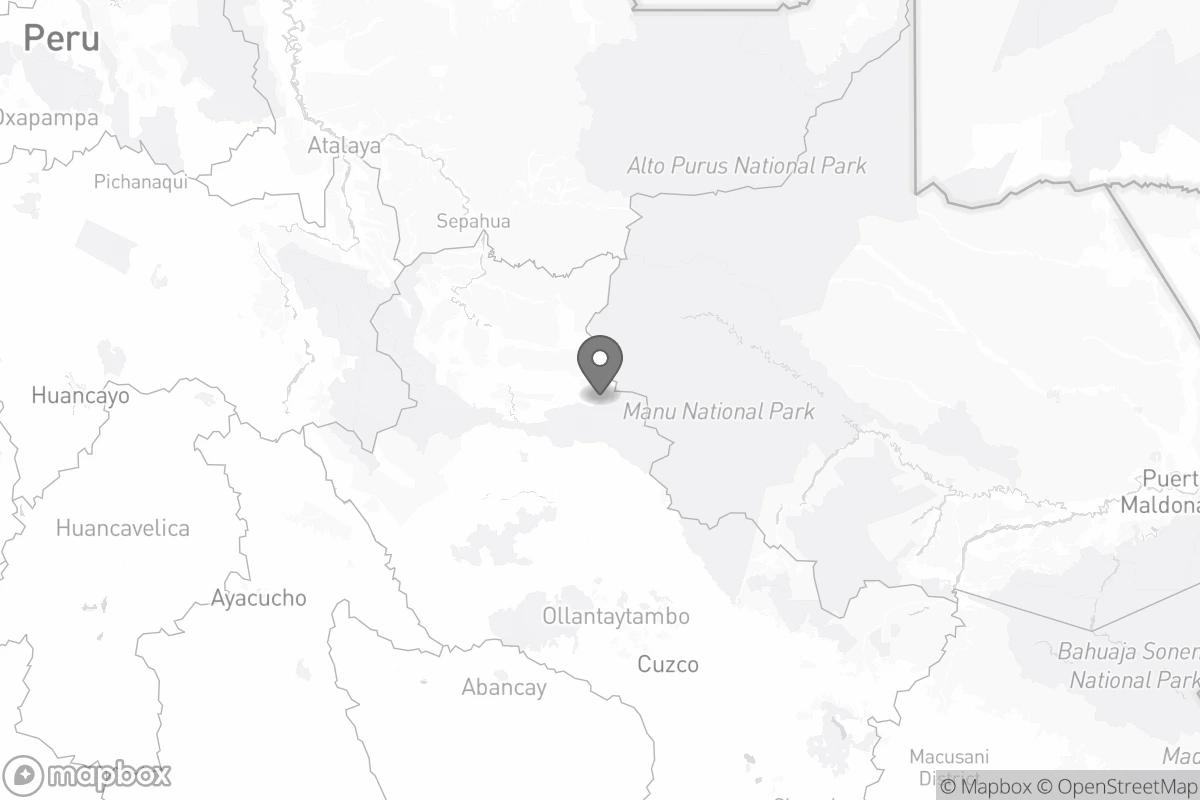 Peru
Oxapampa
Atalaya
Alto Purus National Park
Pichanaqui
Sepahua
Huancayo
Manu National Park
Puert
Maldona
Huancavelica
Ayacucho
Ollantaytambo
Cuzco
Bahuaja Sonen
National Park
Abancay
Macusani
District
Mac
mapbox
© Mapbox © OpenStreetMap